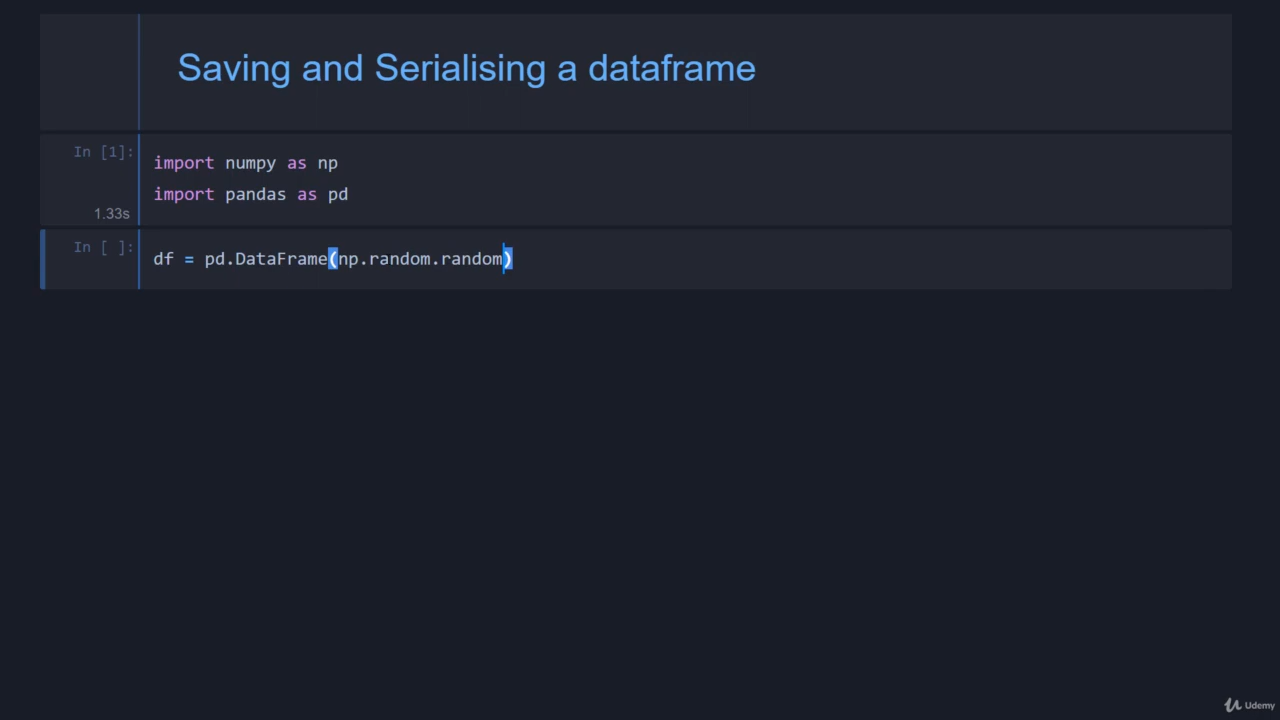 Saving and Serialising a dataframe
In [1]:
import numpy as np
import pandas as pd
1.33s
In [ ]:
df = pd.DataFrame(np.random.random)
Udemy